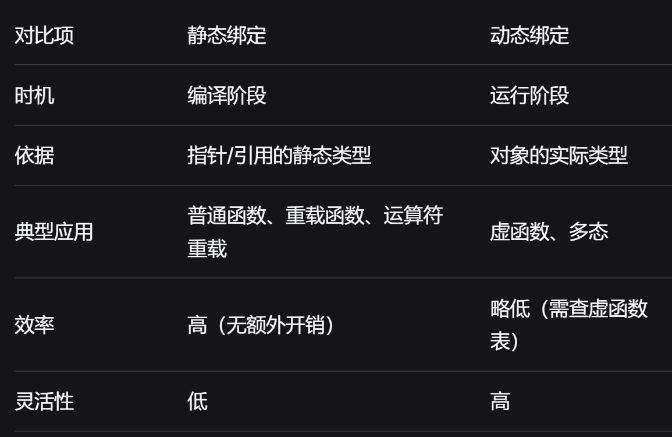 对比项 静态绑定 动态绑定
时机 编译阶段 运行阶段
依据 指针/引用的静态类型 对象的实际类型
典型应用 普通函数、重载函数、运算符重载 虚函数、多态
效率 高（无额外开销） 略低（需查虚函数表）
灵活性 低 高